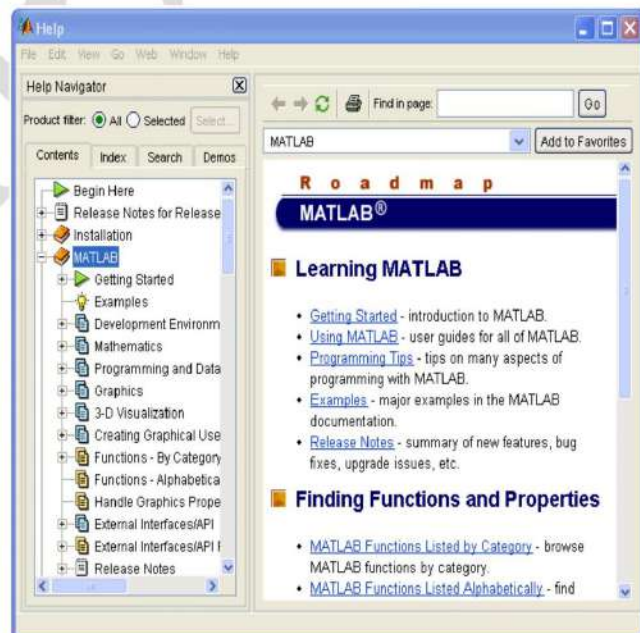 Help
File Edit View Go Web Window Help
Help Navigator
Product filter: All Selected Select...
Contents Index Search Demos
Begin Here
Release Notes for Release
Installation
MATLAB
Getting Started
Examples
Development Environm
Mathematics
Programming and Data
Graphics
3-D Visualization
Creating Graphical Use
Functions - By Category
Functions - Alphabetica
Handle Graphics Prope
External Interfaces/API
External Interfaces/API
Release Notes
Find in page: Go
MATLAB Add to Favorites
Roadmap
MATLAB®
Learning MATLAB
• Getting Started - introduction to MATLAB.
• Using MATLAB - user guides for all of MATLAB.
• Programming Tips - tips on many aspects of
programming with MATLAB.
• Examples - major examples in the MATLAB
documentation.
• Release Notes - summary of new features, bug
fixes, upgrade issues, etc.
Finding Functions and Properties
• MATLAB Functions Listed by Category - browse
MATLAB functions by category.
• MATLAB Functions Listed Alphabetically - find